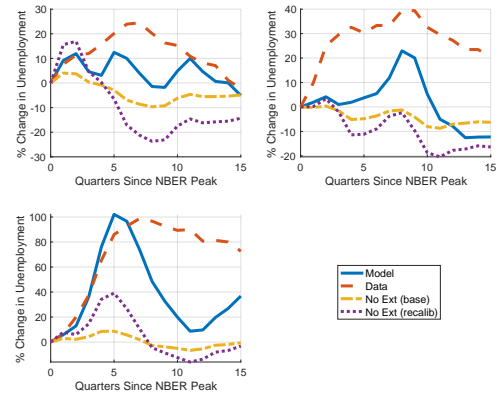 30
20
10
0
-10
-20
-30
% Change in Unemployment
0 5 10 15
Quarters Since NBER Peak
40
30
20
10
0
-10
-20
% Change in Unemployment
0 5 10 15
Quarters Since NBER Peak
100
80
60
40
20
0
% Change in Unemployment
0 5 10 15
Quarters Since NBER Peak
Model
Data
No Ext (base)
No Ext (recalib)